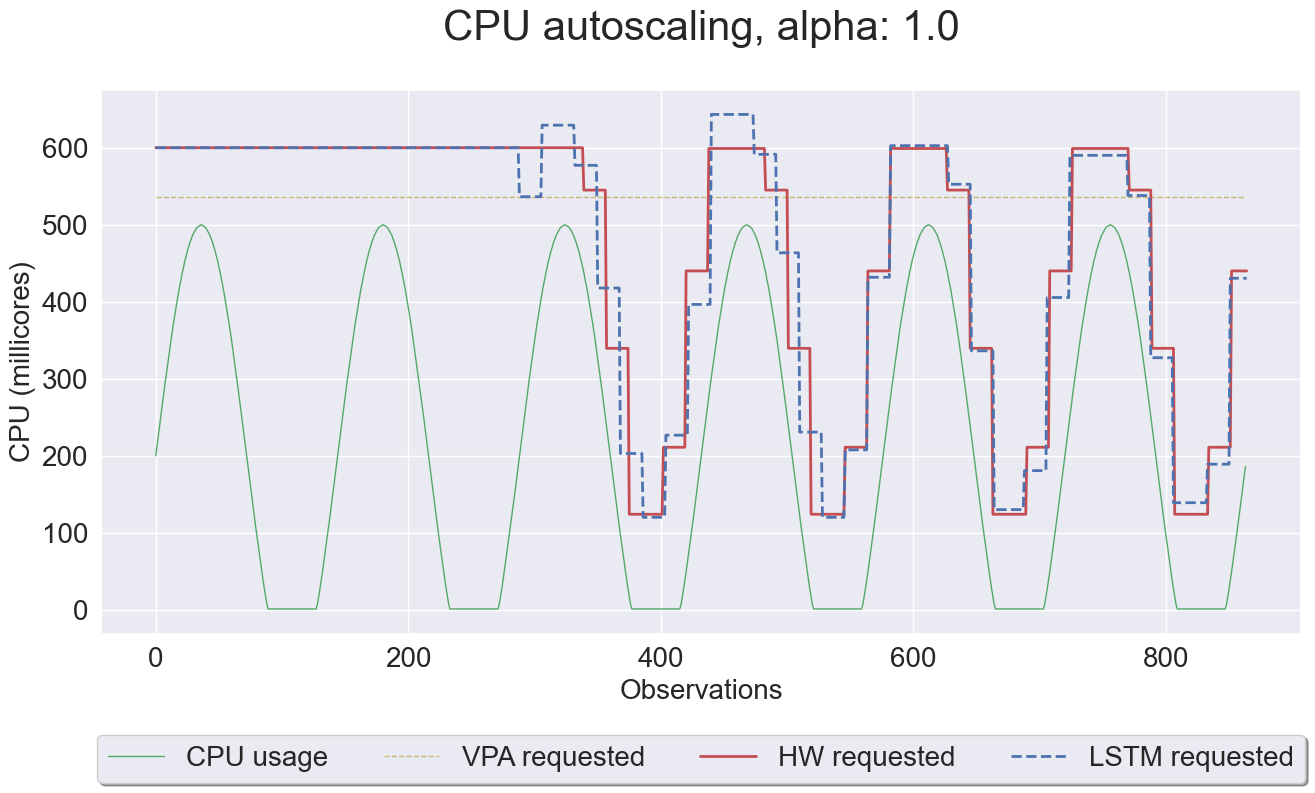 CPU autoscaling, alpha: 1.0
CPU (millicores)
600
500
400
300
200
100
0
0 200 400 600 800
Observations
CPU usage VPA requested HW requested LSTM requested